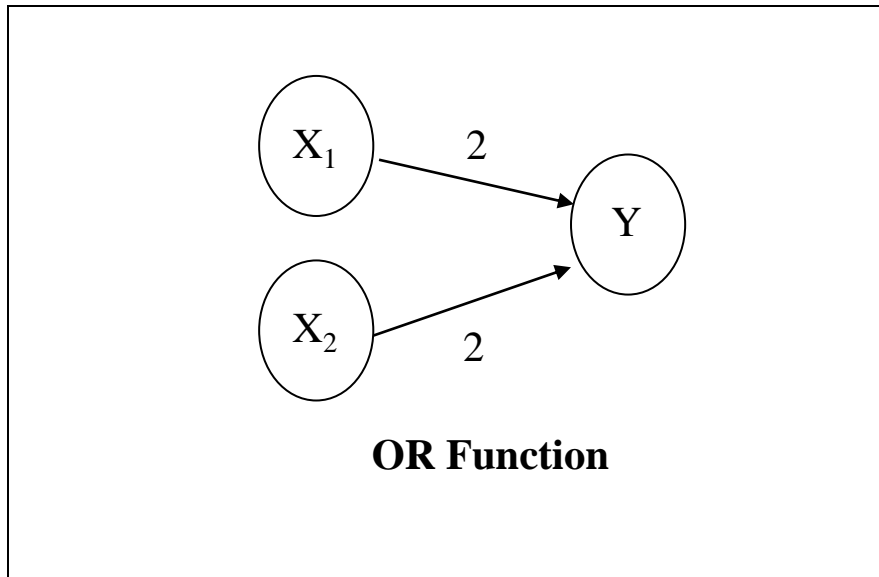 X₁
2
Y
X₂
2
OR Function